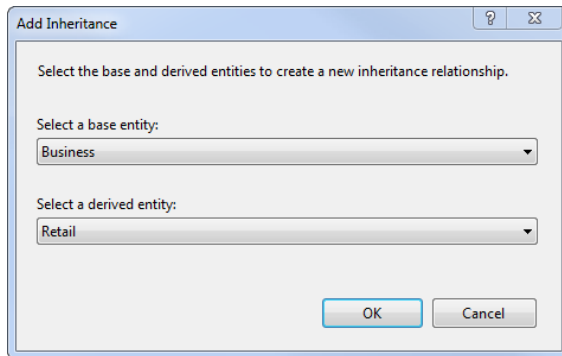 Add Inheritance
Select the base and derived entities to create a new inheritance relationship.
Select a base entity:
Business
Select a derived entity:
Retail
OK Cancel